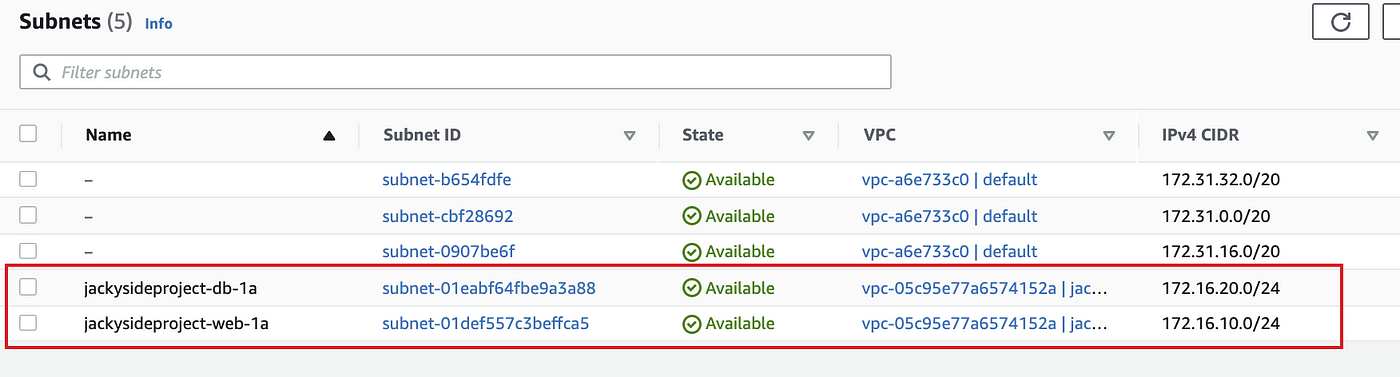 Subnets (5) Info
Filter subnets
Name Subnet ID State VPC IPv4 CIDR
– subnet-b654fdfe Available vpc-a6e733c0 | default 172.31.32.0/20
– subnet-cbf28692 Available vpc-a6e733c0 | default 172.31.0.0/20
– subnet-0907be6f Available vpc-a6e733c0 | default 172.31.16.0/20
jackysideproject-db-1a subnet-01eabf64fbe9a3a88 Available vpc-05c95e77a6574152a | jac... 172.16.20.0/24
jackysideproject-web-1a subnet-01def557c3beffca5 Available vpc-05c95e77a6574152a | jac... 172.16.10.0/24